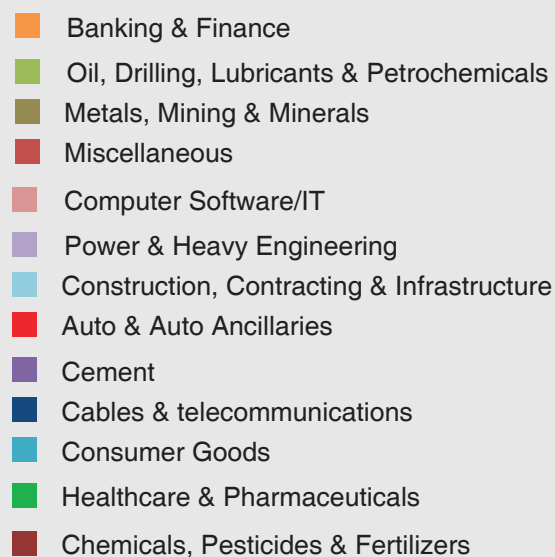 Banking & Finance
Oil, Drilling, Lubricants & Petrochemicals
Metals, Mining & Minerals
Miscellaneous
Computer Software/IT
Power & Heavy Engineering
Construction, Contracting & Infrastructure
Auto & Auto Ancillaries
Cement
Cables & telecommunications
Consumer Goods
Healthcare & Pharmaceuticals
Chemicals, Pesticides & Fertilizers